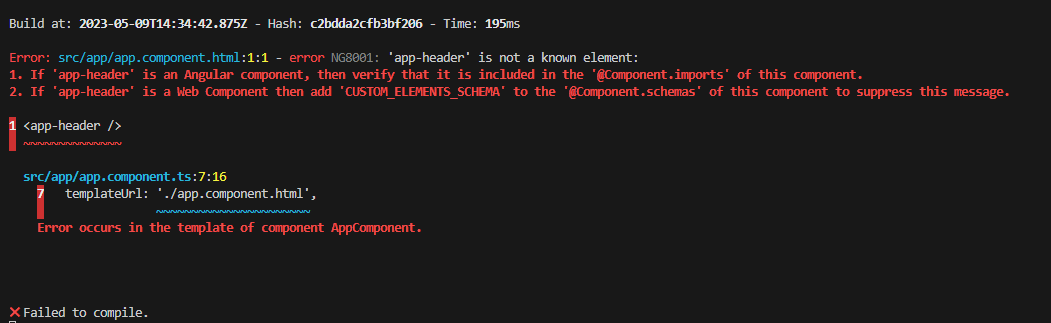 Build at: 2023-05-09T14:34:42.875Z - Hash: c2bdda2cfb3bf206 - Time: 195ms
Error: src/app/app.component.html:1:1 - error NG8001: 'app-header' is not a known element:
1. If 'app-header' is an Angular component, then verify that it is included in the '@Component.imports' of this component.
2. If 'app-header' is a Web Component then add 'CUSTOM_ELEMENTS_SCHEMA' to the '@Component.schemas' of this component to suppress this message.
1 <app-header />
~~~~~~~~~~~~~~
src/app/app.component.ts:7:16
7 templateUrl: './app.component.html',
~~~~~~~~~~~~~~~~~~~~~~
Error occurs in the template of component AppComponent.
❌ Failed to compile.